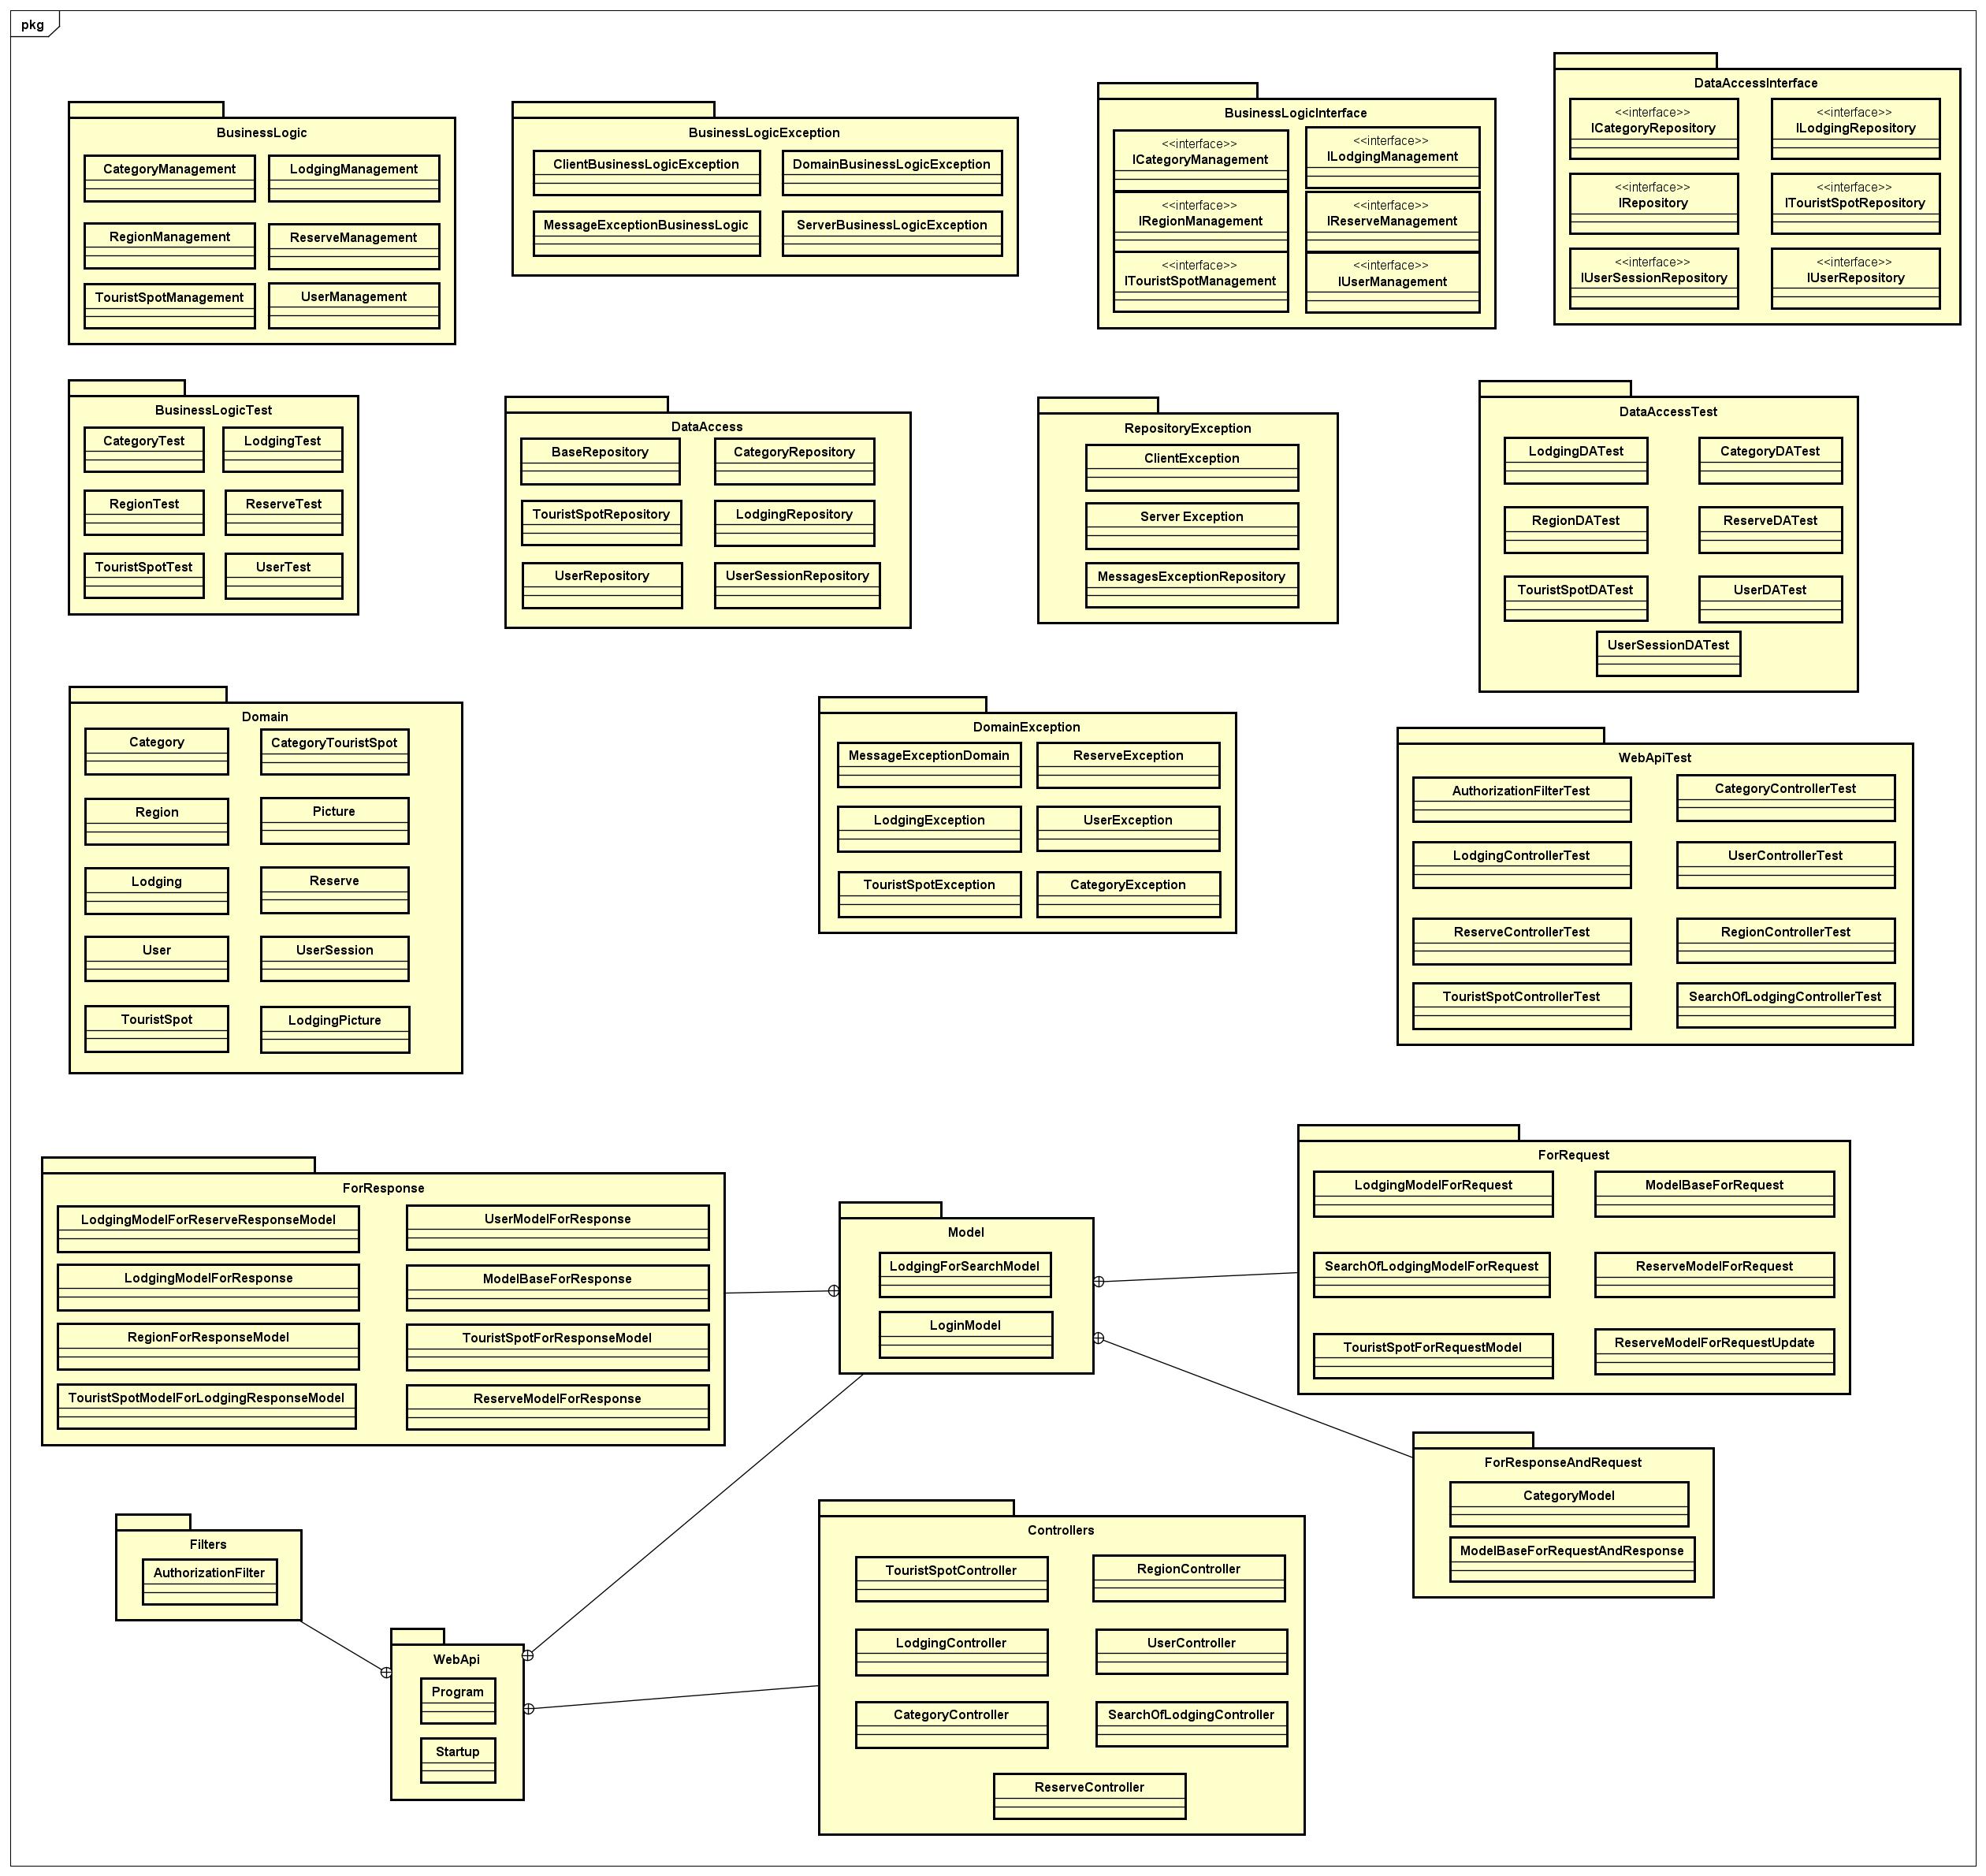 pkg
BusinessLogic
CategoryManagement
LodgingManagement
RegionManagement
ReserveManagement
TouristSpotManagement
UserManagement
BusinessLogicException
ClientBusinessLogicException
DomainBusinessLogicException
MessageExceptionBusinessLogic
ServerBusinessLogicException
BusinessLogicInterface
<<interface>>
ICategoryManagement
<<interface>>
ILodgingManagement
<<interface>>
IRegionManagement
<<interface>>
IReserveManagement
<<interface>>
ITouristSpotManagement
<<interface>>
IUserManagement
DataAccessInterface
<<interface>>
ICategoryRepository
<<interface>>
ILodgingRepository
<<interface>>
IRepository
<<interface>>
ITouristSpotRepository
<<interface>>
IUserSessionRepository
<<interface>>
IUserRepository
BusinessLogicTest
CategoryTest
LodgingTest
RegionTest
ReserveTest
TouristSpotTest
UserTest
DataAccess
BaseRepository
CategoryRepository
TouristSpotRepository
LodgingRepository
UserRepository
UserSessionRepository
RepositoryException
ClientException
Server Exception
MessagesExceptionRepository
DataAccessTest
LodgingDATest
CategoryDATest
RegionDATest
ReserveDATest
TouristSpotDATest
UserDATest
UserSessionDATest
Domain
Category
CategoryTouristSpot
Region
Picture
Lodging
Reserve
User
UserSession
TouristSpot
LodgingPicture
DomainException
MessageExceptionDomain
ReserveException
LodgingException
UserException
TouristSpotException
CategoryException
WebApiTest
AuthorizationFilterTest
CategoryControllerTest
LodgingControllerTest
UserControllerTest
ReserveControllerTest
RegionControllerTest
TouristSpotControllerTest
SearchOfLodgingControllerTest
ForResponse
LodgingModelForReserveResponseModel
UserModelForResponse
LodgingModelForResponse
ModelBaseForResponse
RegionForResponseModel
TouristSpotForResponseModel
TouristSpotModelForLodgingResponseModel
ReserveModelForResponse
Model
LodgingForSearchModel
LoginModel
ForRequest
LodgingModelForRequest
ModelBaseForRequest
SearchOfLodgingModelForRequest
ReserveModelForRequest
TouristSpotForRequestModel
ReserveModelForRequestUpdate
ForResponseAndRequest
CategoryModel
ModelBaseForRequestAndResponse
Filters
AuthorizationFilter
WebApi
Program
Startup
Controllers
TouristSpotController
RegionController
LodgingController
UserController
CategoryController
SearchOfLodgingController
ReserveController